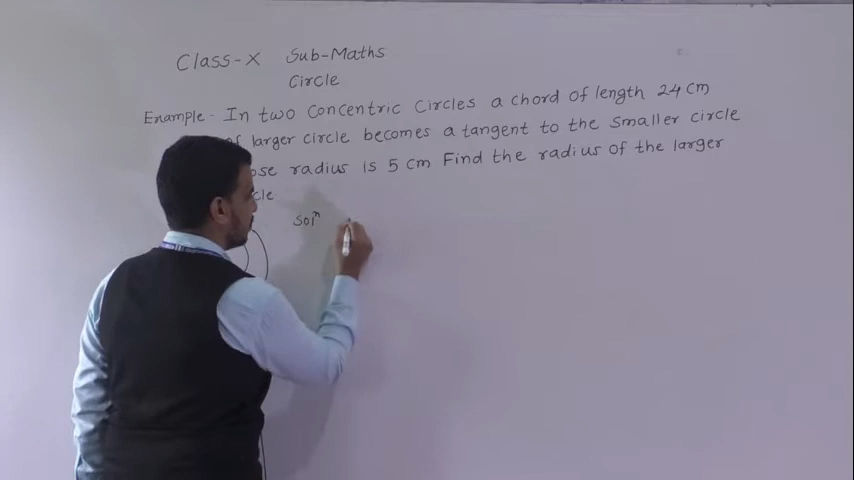 Class-X Sub-Maths
Circle
Example- In two Concentric Circles a chord of length 24 cm
larger circle becomes a tangent to the smaller circle
radius is 5 cm Find the radius of the larger
Solⁿ